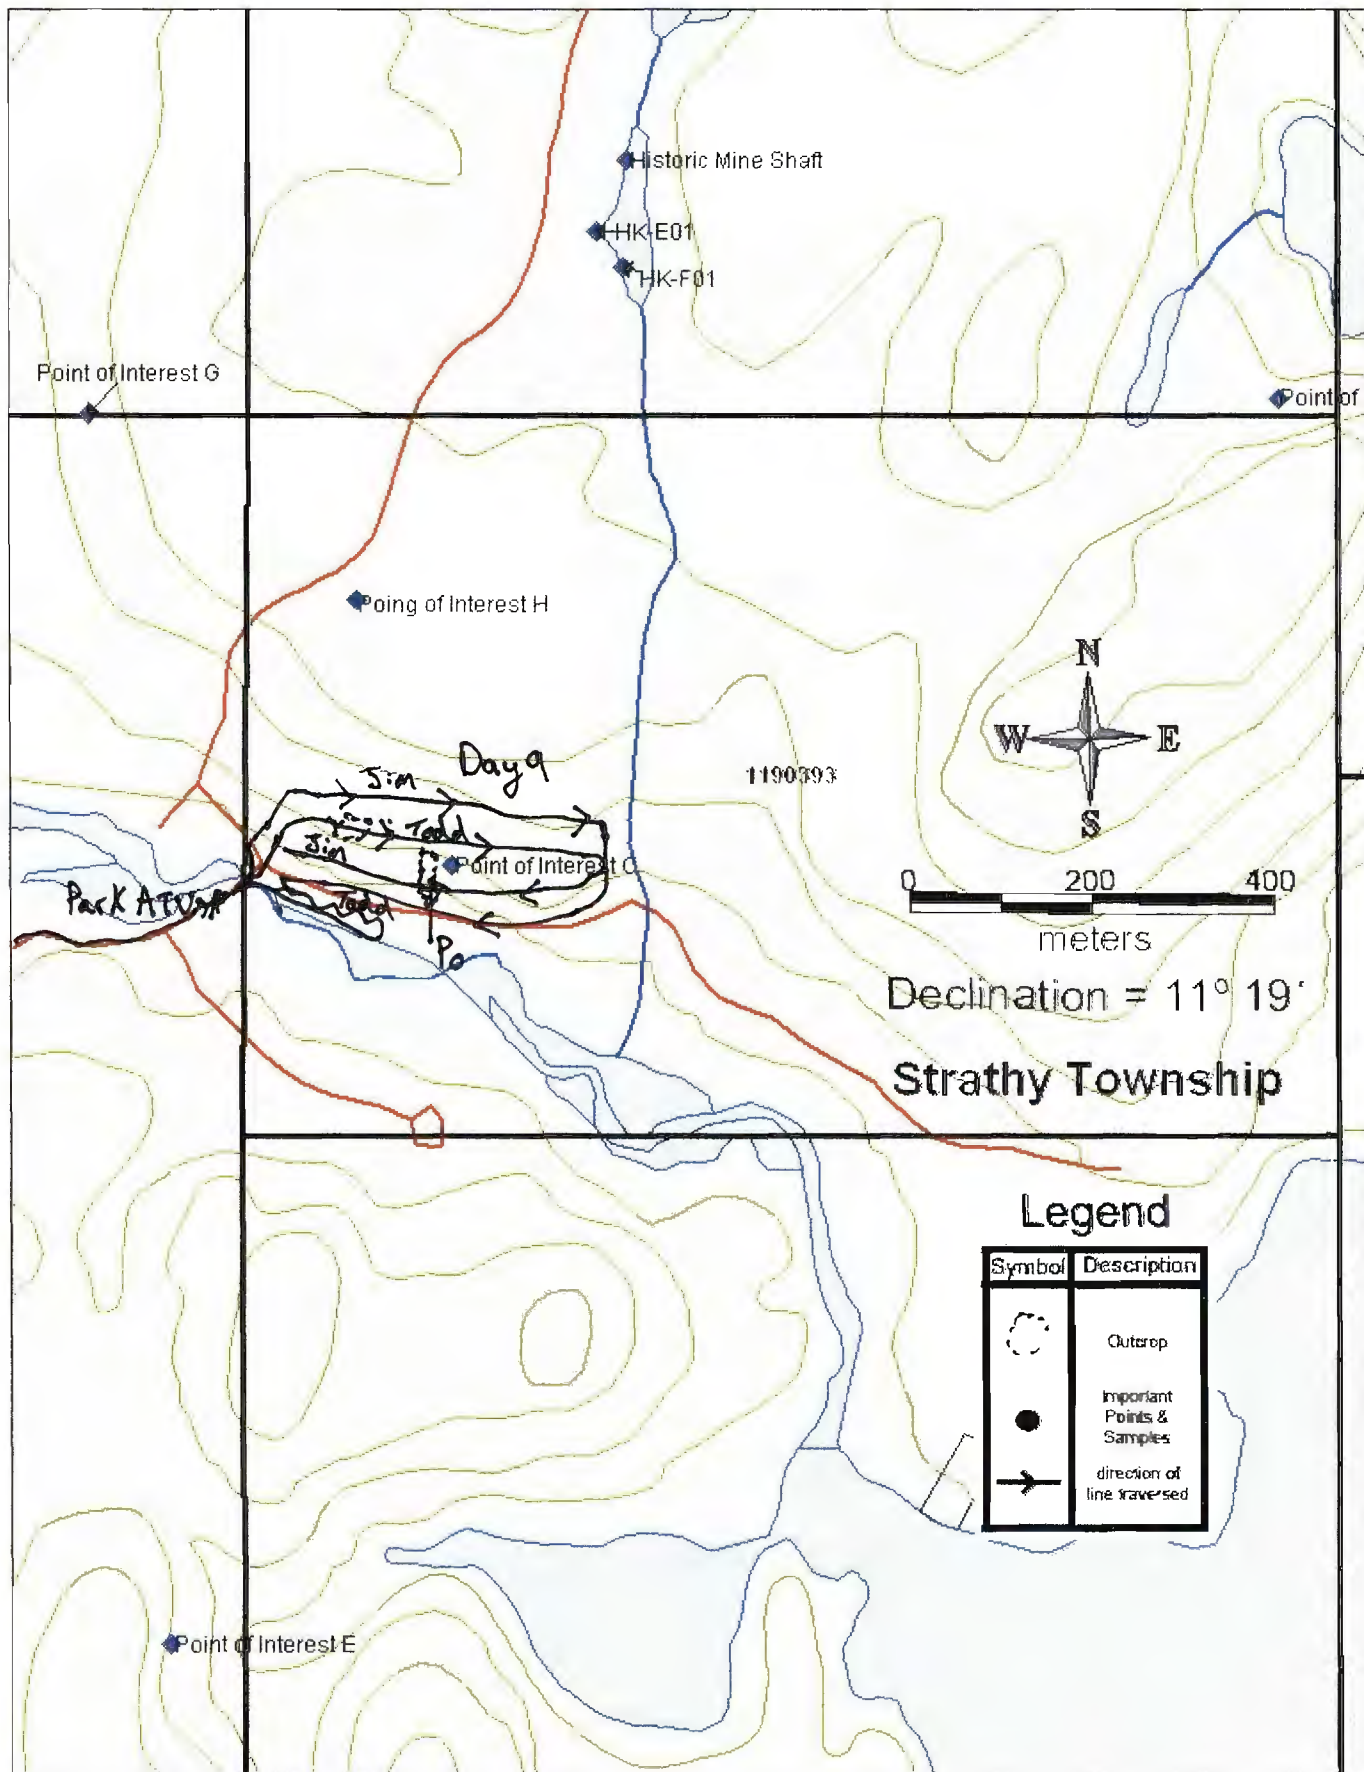 Historic Mine Shaft
HK-E01
HK-F01
Point of Interest G
Point of
Poing of Interest H
N
W E
S
Day 9
Jim
1190393
Todd
Jim
Point of Interest C
Park ATV
Todd
Po
0 200 400
meters
Declination = 11° 19'
Strathy Township
Legend
Symbol Description
Outcrop
Important
Points &
Samples
direction of
line traversed
Point of Interest E